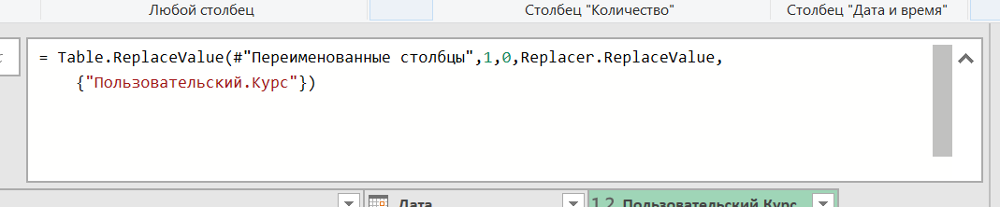 Любой столбец
Столбец "Количество"
Столбец "Дата и время"
= Table.ReplaceValue(#"Переименованные столбцы",1,0,Replacer.ReplaceValue,
{"Пользовательский.Курс"})
Дата
1.2 Пользовательский.Курс